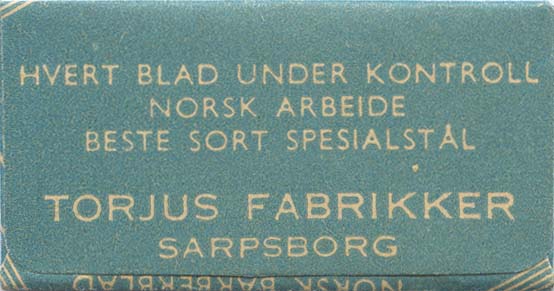 HVERT BLAD UNDER KONTROLL
NORSK ARBEIDE
BESTE SORT SPESIALSTÅL
TORJUS FABRIKKER
SARPSBORG
NORSK BARBERBLAD